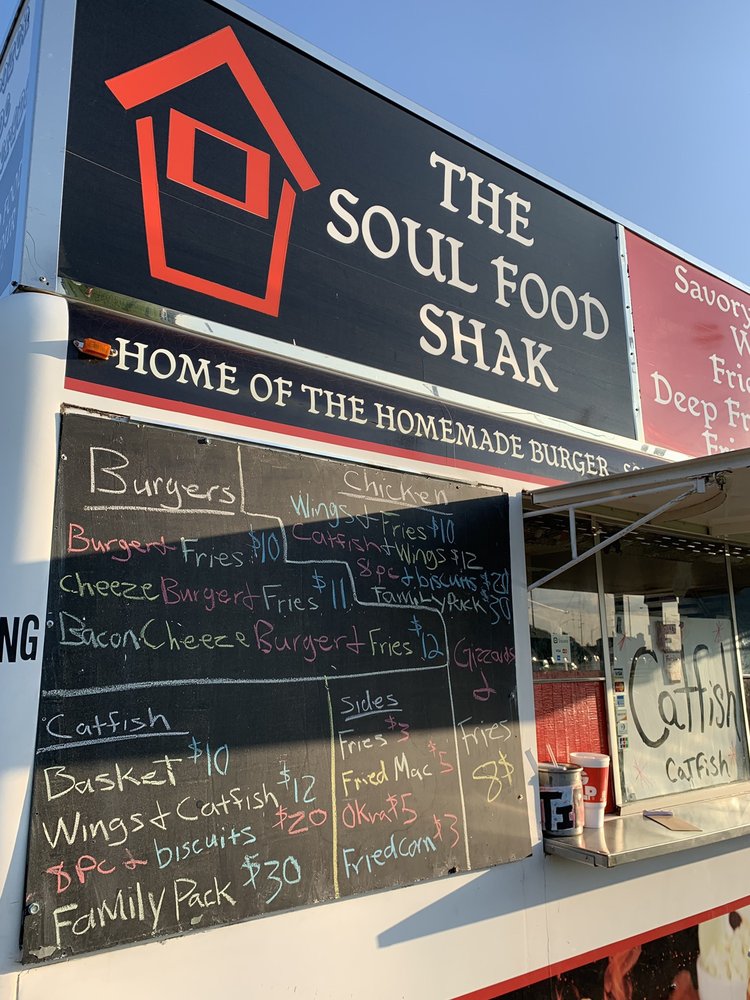 THE
SOUL FOOD
SHAK
HOME OF THE HOMEMADE BURGER
Savory
Deep
Burgers
Burger & Fries $10
Cheeze Burger & Fries $11
Bacon Cheeze Burger & Fries $12
Chicken
Wings & Fries $10
Catfish & Wings $12
8pc & biscuits $20
Family Pack $30
Gizzards
&
Fries
8$
Catfish
Basket $10
Wings & Catfish $12
8Pc & biscuits $20
Family Pack $30
Sides
Fries $3
Fried Mac $5
Okra $5
Fried corn $3
NG
Catfish
Catfish
TI